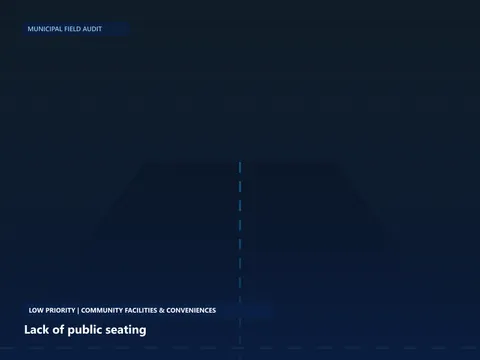 MUNICIPAL FIELD AUDIT
LOW PRIORITY | COMMUNITY FACILITIES & CONVENIENCES
Lack of public seating